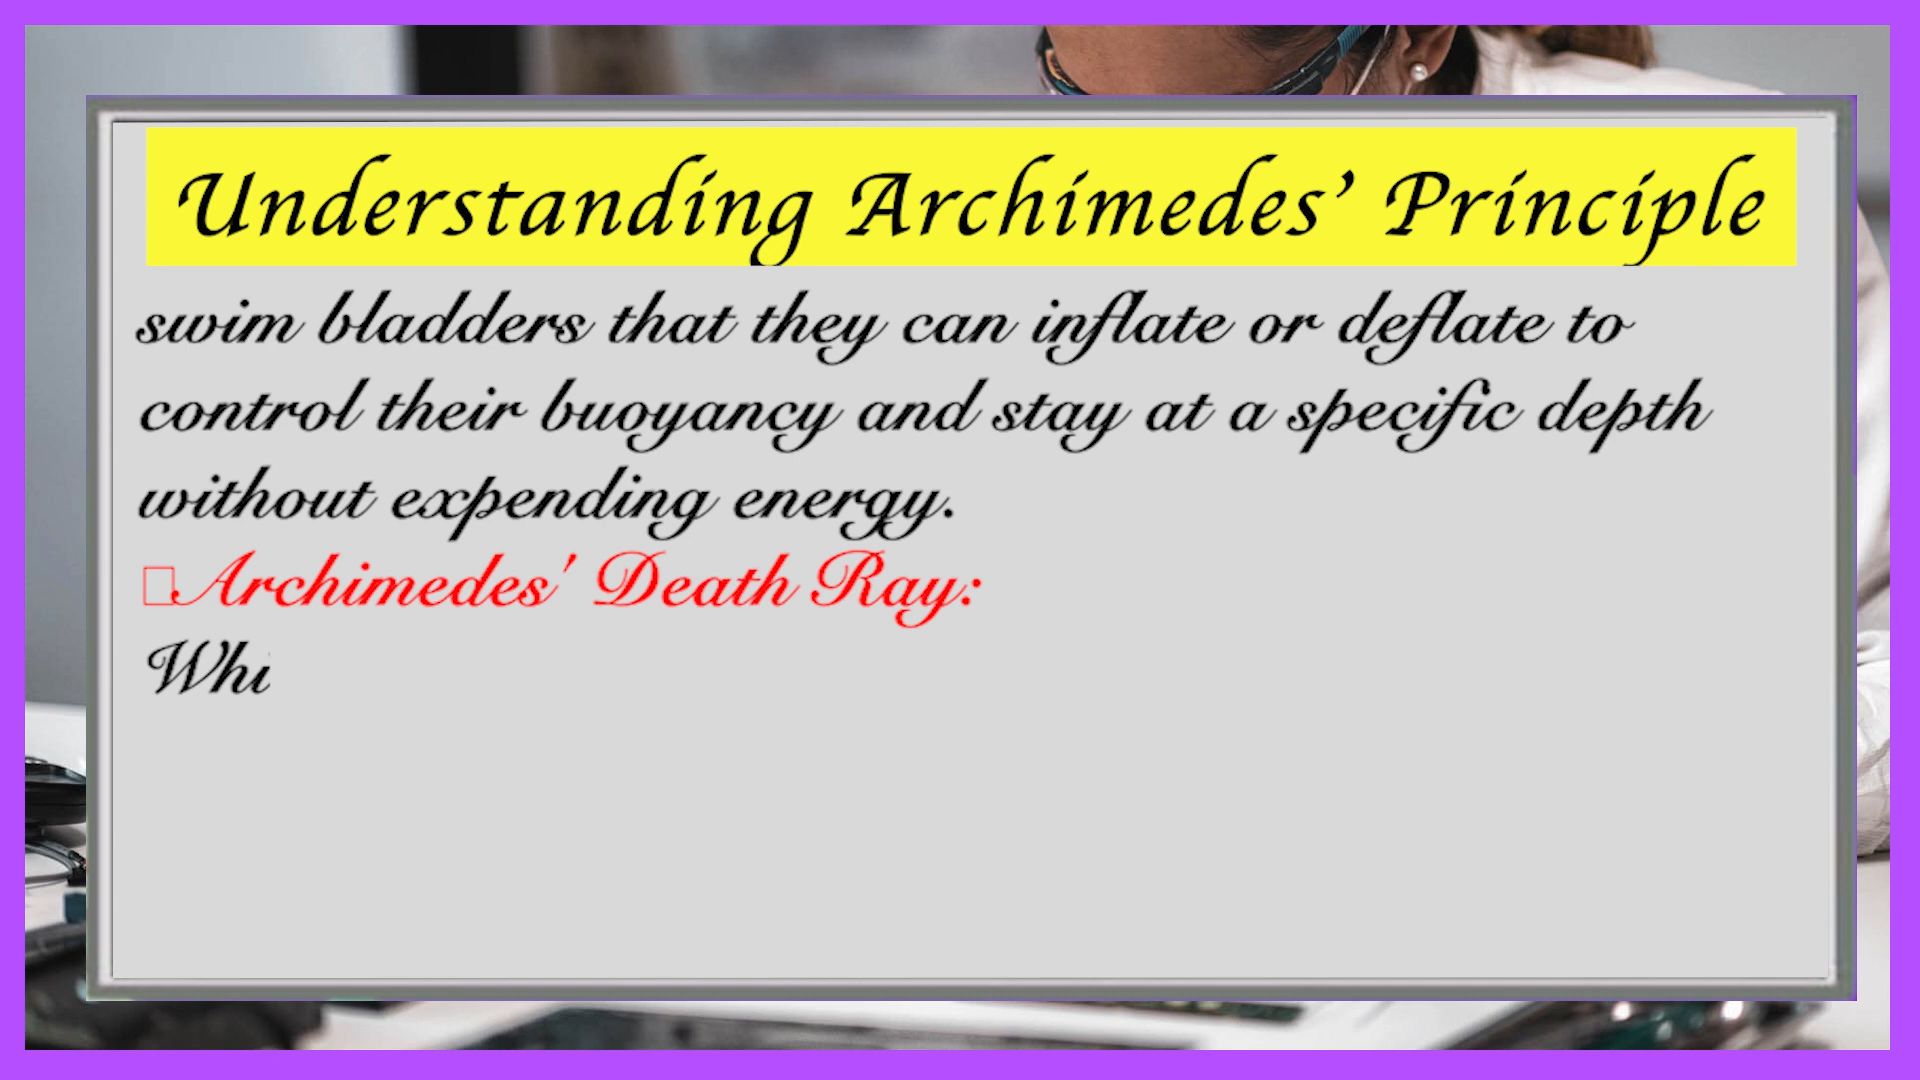 Understanding Archimedes’ Principle
swim bladders that they can inflate or deflate to
control their buoyancy and stay at a specific depth
without expending energy.
□Archimedes' Death Ray:
Whi